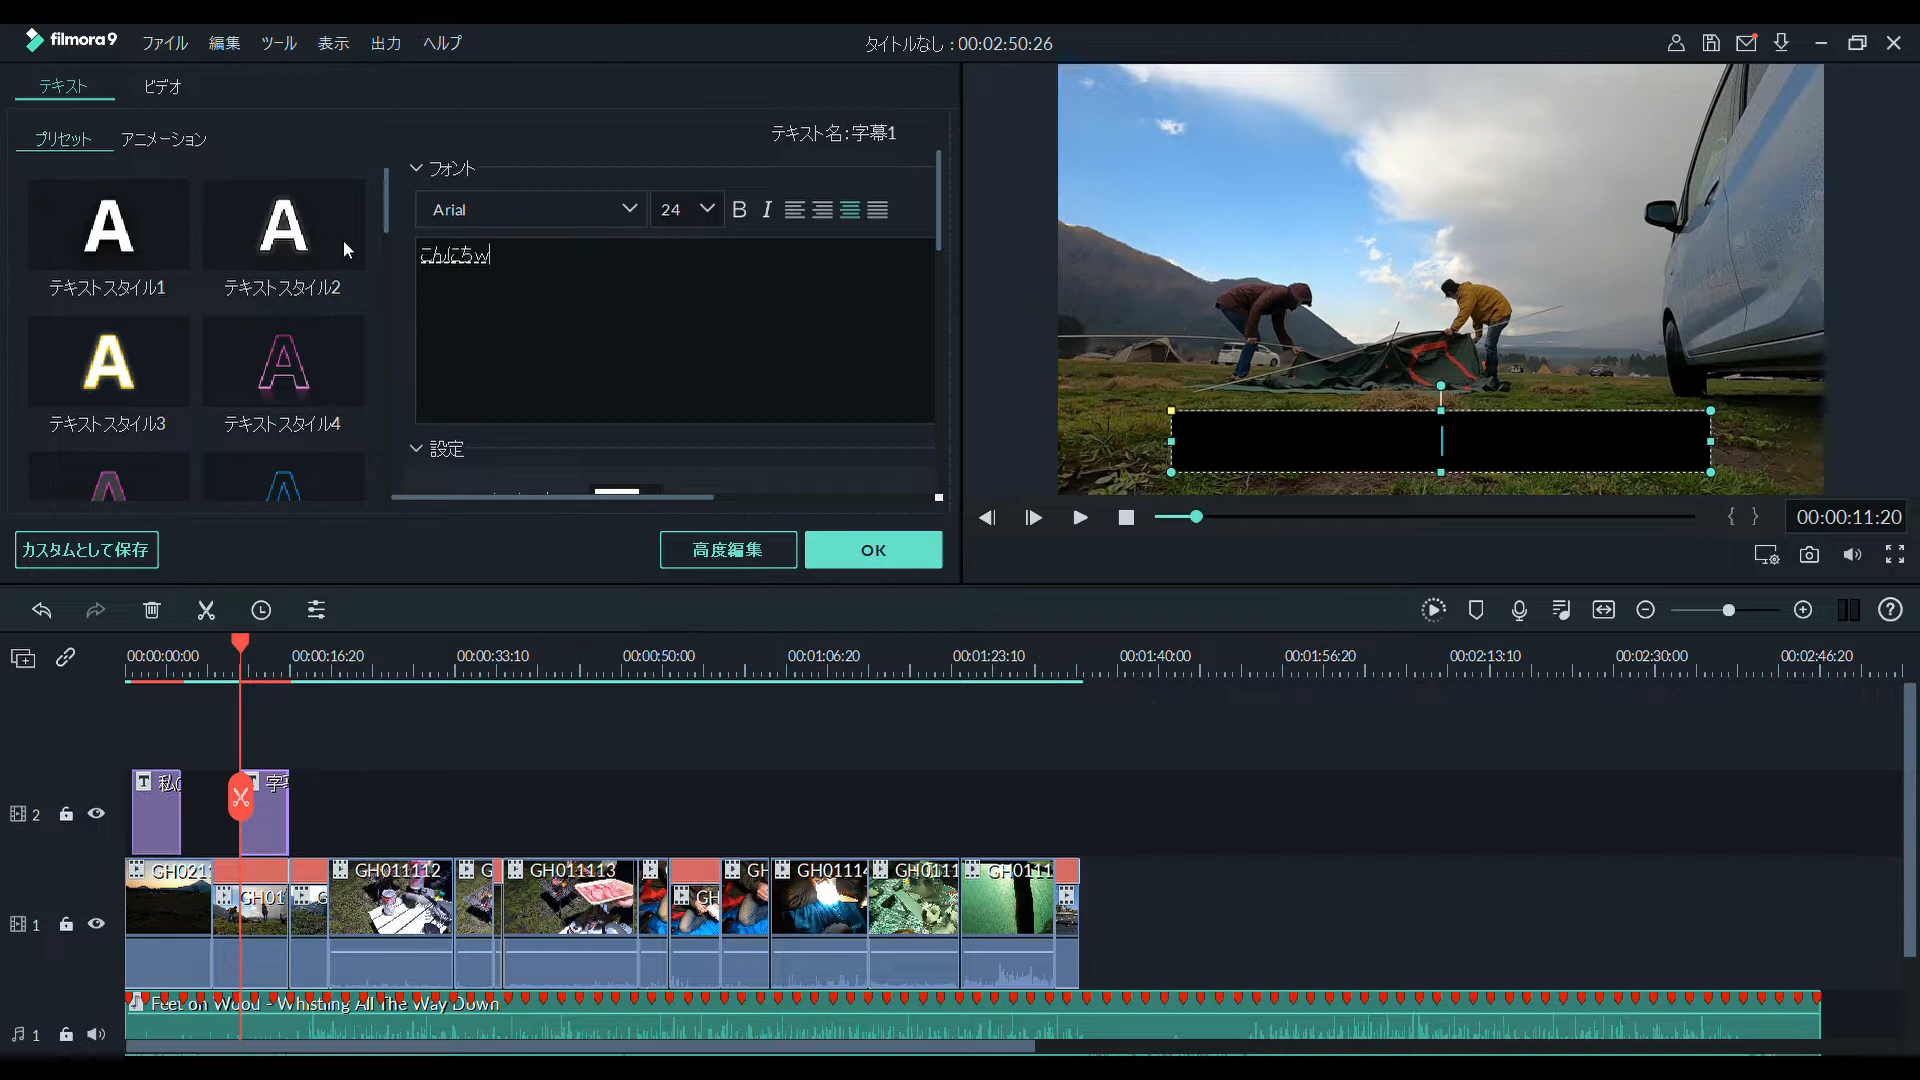 filmora9 ファイル 編集 ツール 表示 出力 ヘルプ タイトルなし : 00:02:50:26
テキスト ビデオ
プリセット アニメーション テキスト名:字幕1
フォント
Arial 24 B I
こんにちw
テキストスタイル1 テキストスタイル2
テキストスタイル3 テキストスタイル4
設定
カスタムとして保存 高度編集 OK
{ } 00:00:11:20
00:00:00:00 00:00:16:20 00:00:33:10 00:00:50:00 00:01:06:20 00:01:23:10 00:01:40:00 00:01:56:20 00:02:13:10 00:02:30:00 00:02:46:20
T 私の 字幕
2
GH021 GH01 G GH011112 G GH011113 GH GH GH01114 GH0111 GH0111
1
Feet on Wood - Whistling All The Way Down
1